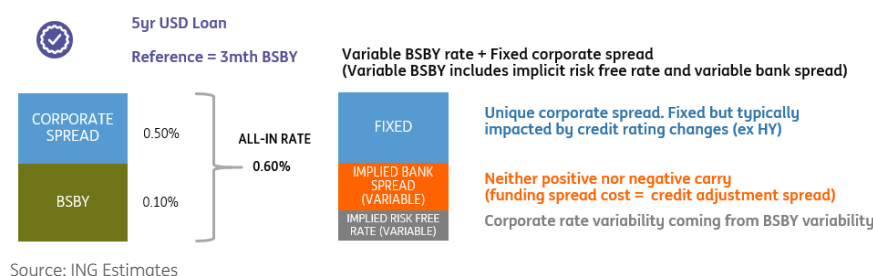 5yr USD Loan
Reference = 3mth BSBY
Variable BSBY rate + Fixed corporate spread
(Variable BSBY includes implicit risk free rate and variable bank spread)
CORPORATE
SPREAD
0.50%
BSBY
0.10%
ALL-IN RATE
0.60%
FIXED
Unique corporate spread. Fixed but typically
impacted by credit rating changes (ex HY)
IMPLIED BANK
SPREAD
(VARIABLE)
Neither positive nor negative carry
(funding spread cost = credit adjustment spread)
IMPLIED RISK FREE
RATE (VARIABLE)
Corporate rate variability coming from BSBY variability
Source: ING Estimates